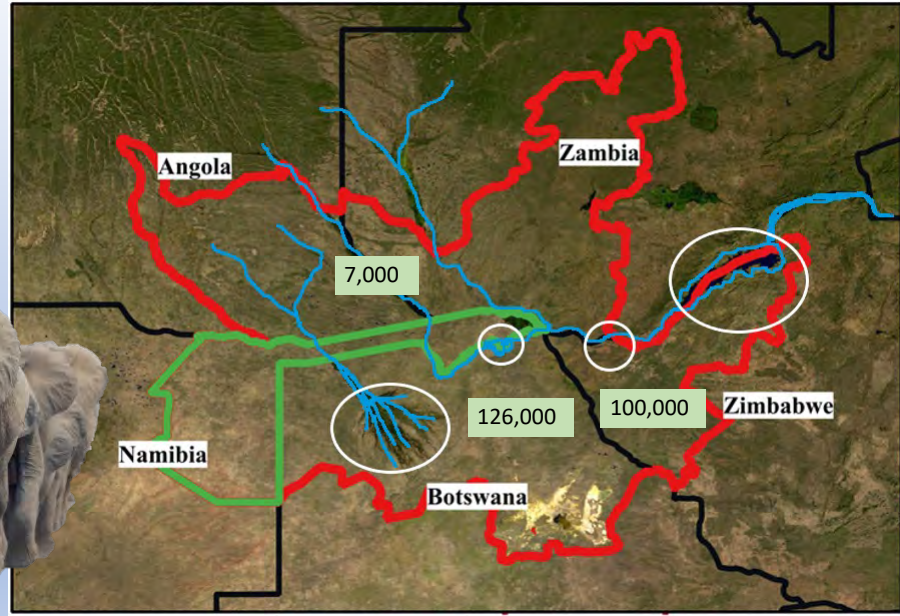 Angola
Zambia
7,000
126,000
100,000
Zimbabwe
Namibia
Botswana